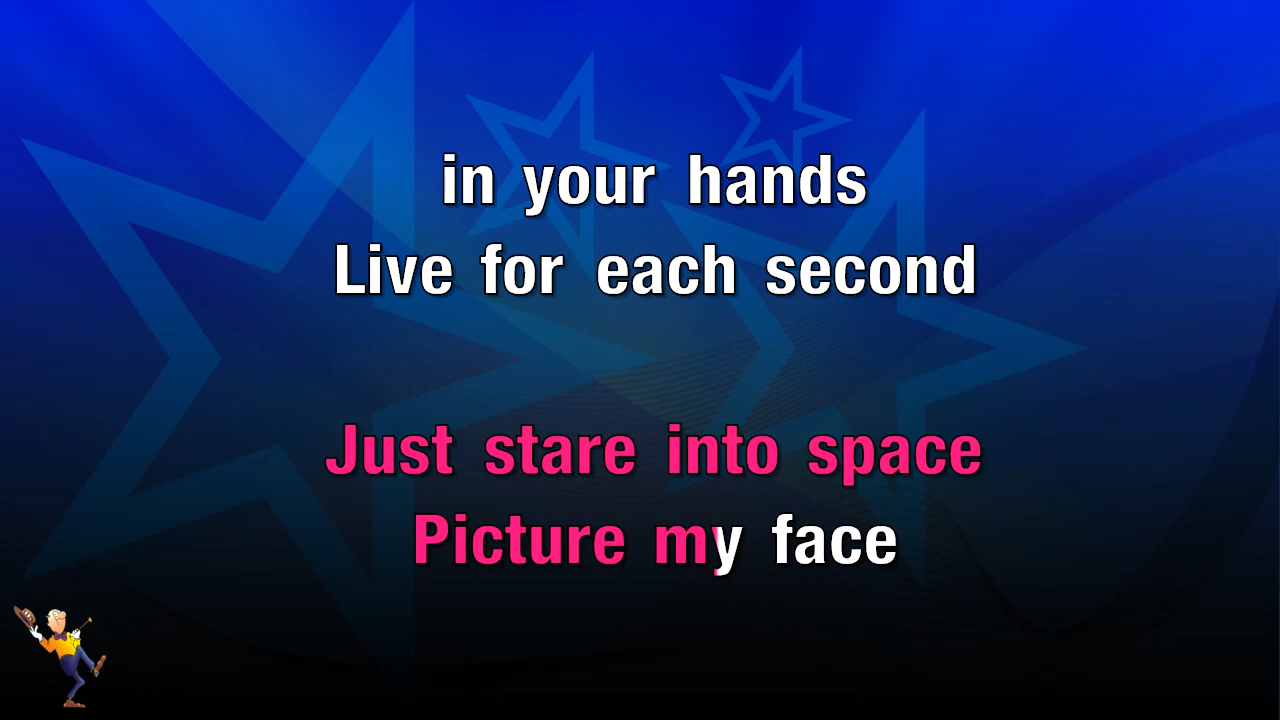 in your hands
Live for each second
Just stare into space
Picture my face